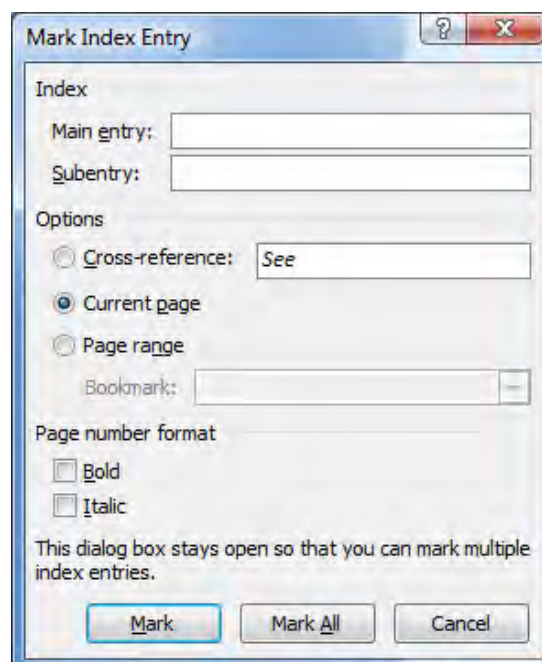 Mark Index Entry
Index
Main entry:
Subentry:
Options
Cross-reference: See
Current page
Page range
Bookmark:
Page number format
Bold
Italic
This dialog box stays open so that you can mark multiple
index entries.
Mark Mark All Cancel